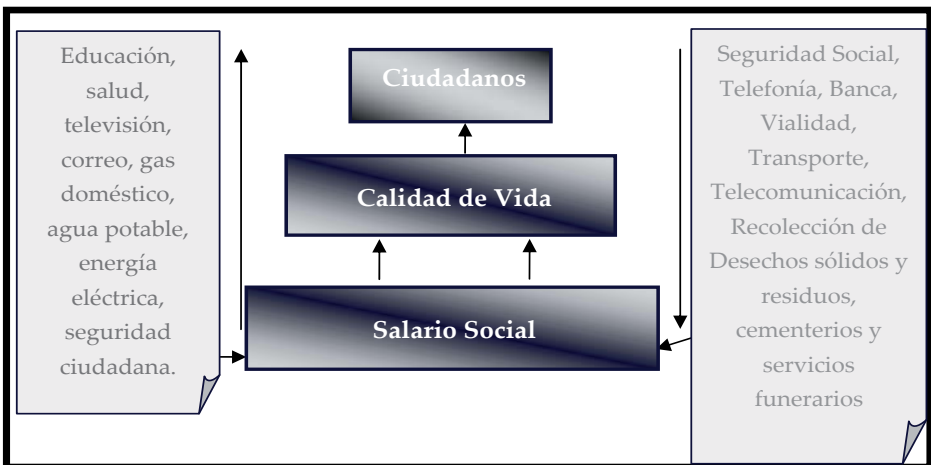 Educación,
salud,
televisión,
correo, gas
doméstico,
agua potable,
energía
eléctrica,
seguridad
ciudadana.
Ciudadanos
Calidad de Vida
Salario Social
Seguridad Social,
Telefonía, Banca,
Vialidad,
Transporte,
Telecomunicación,
Recolección de
Desechos sólidos y
residuos,
cementerios y
servicios
funerarios